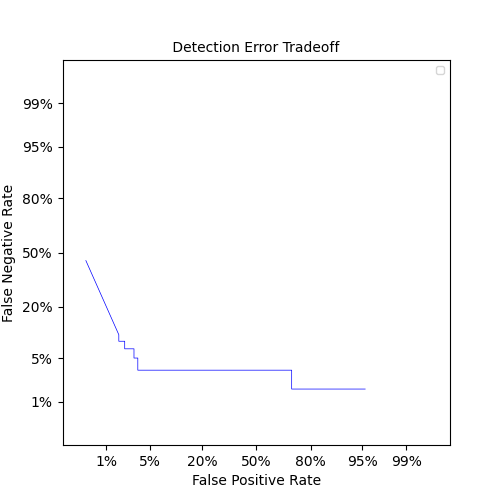 Detection Error Tradeoff
99%
95%
80%
50%
20%
5%
1%
False Negative Rate
1% 5% 20% 50% 80% 95% 99%
False Positive Rate